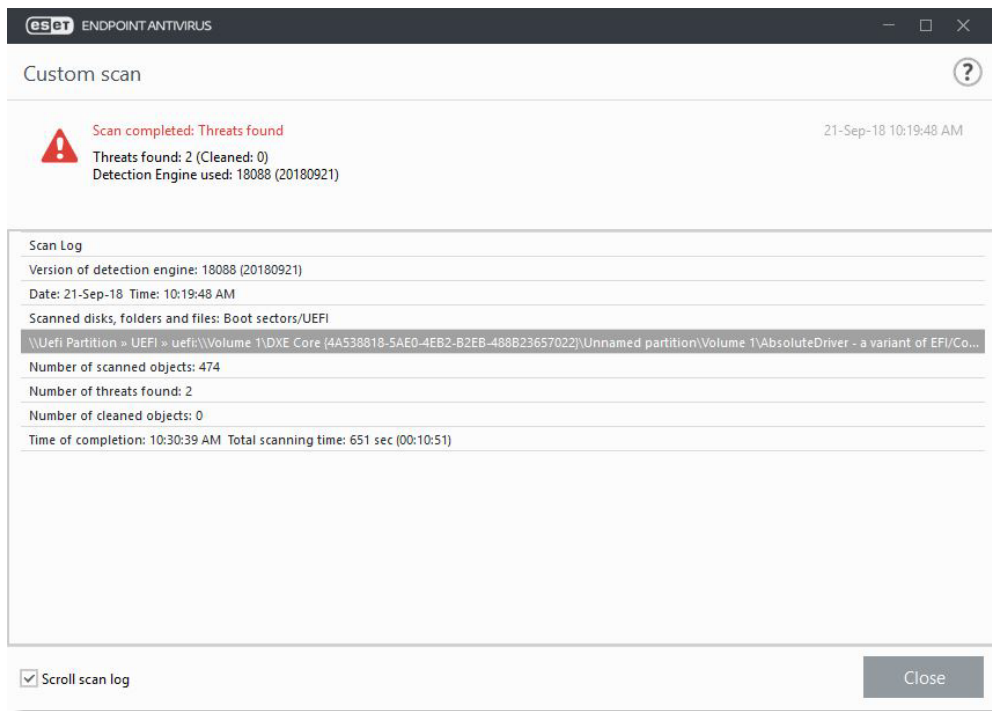 eset ENDPOINT ANTIVIRUS
Custom scan
?
Scan completed: Threats found
21-Sep-18 10:19:48 AM
Threats found: 2 (Cleaned: 0)
Detection Engine used: 18088 (20180921)
Scan Log
Version of detection engine: 18088 (20180921)
Date: 21-Sep-18 Time: 10:19:48 AM
Scanned disks, folders and files: Boot sectors/UEFI
\\Uefi Partition » UEFI » uefi:\\Volume 1\DXE Core {4A538818-5AE0-4EB2-B2EB-488B23657022}\Unnamed partition\Volume 1\AbsoluteDriver - a variant of EFI/Co...
Number of scanned objects: 474
Number of threats found: 2
Number of cleaned objects: 0
Time of completion: 10:30:39 AM Total scanning time: 651 sec (00:10:51)
Scroll scan log
Close